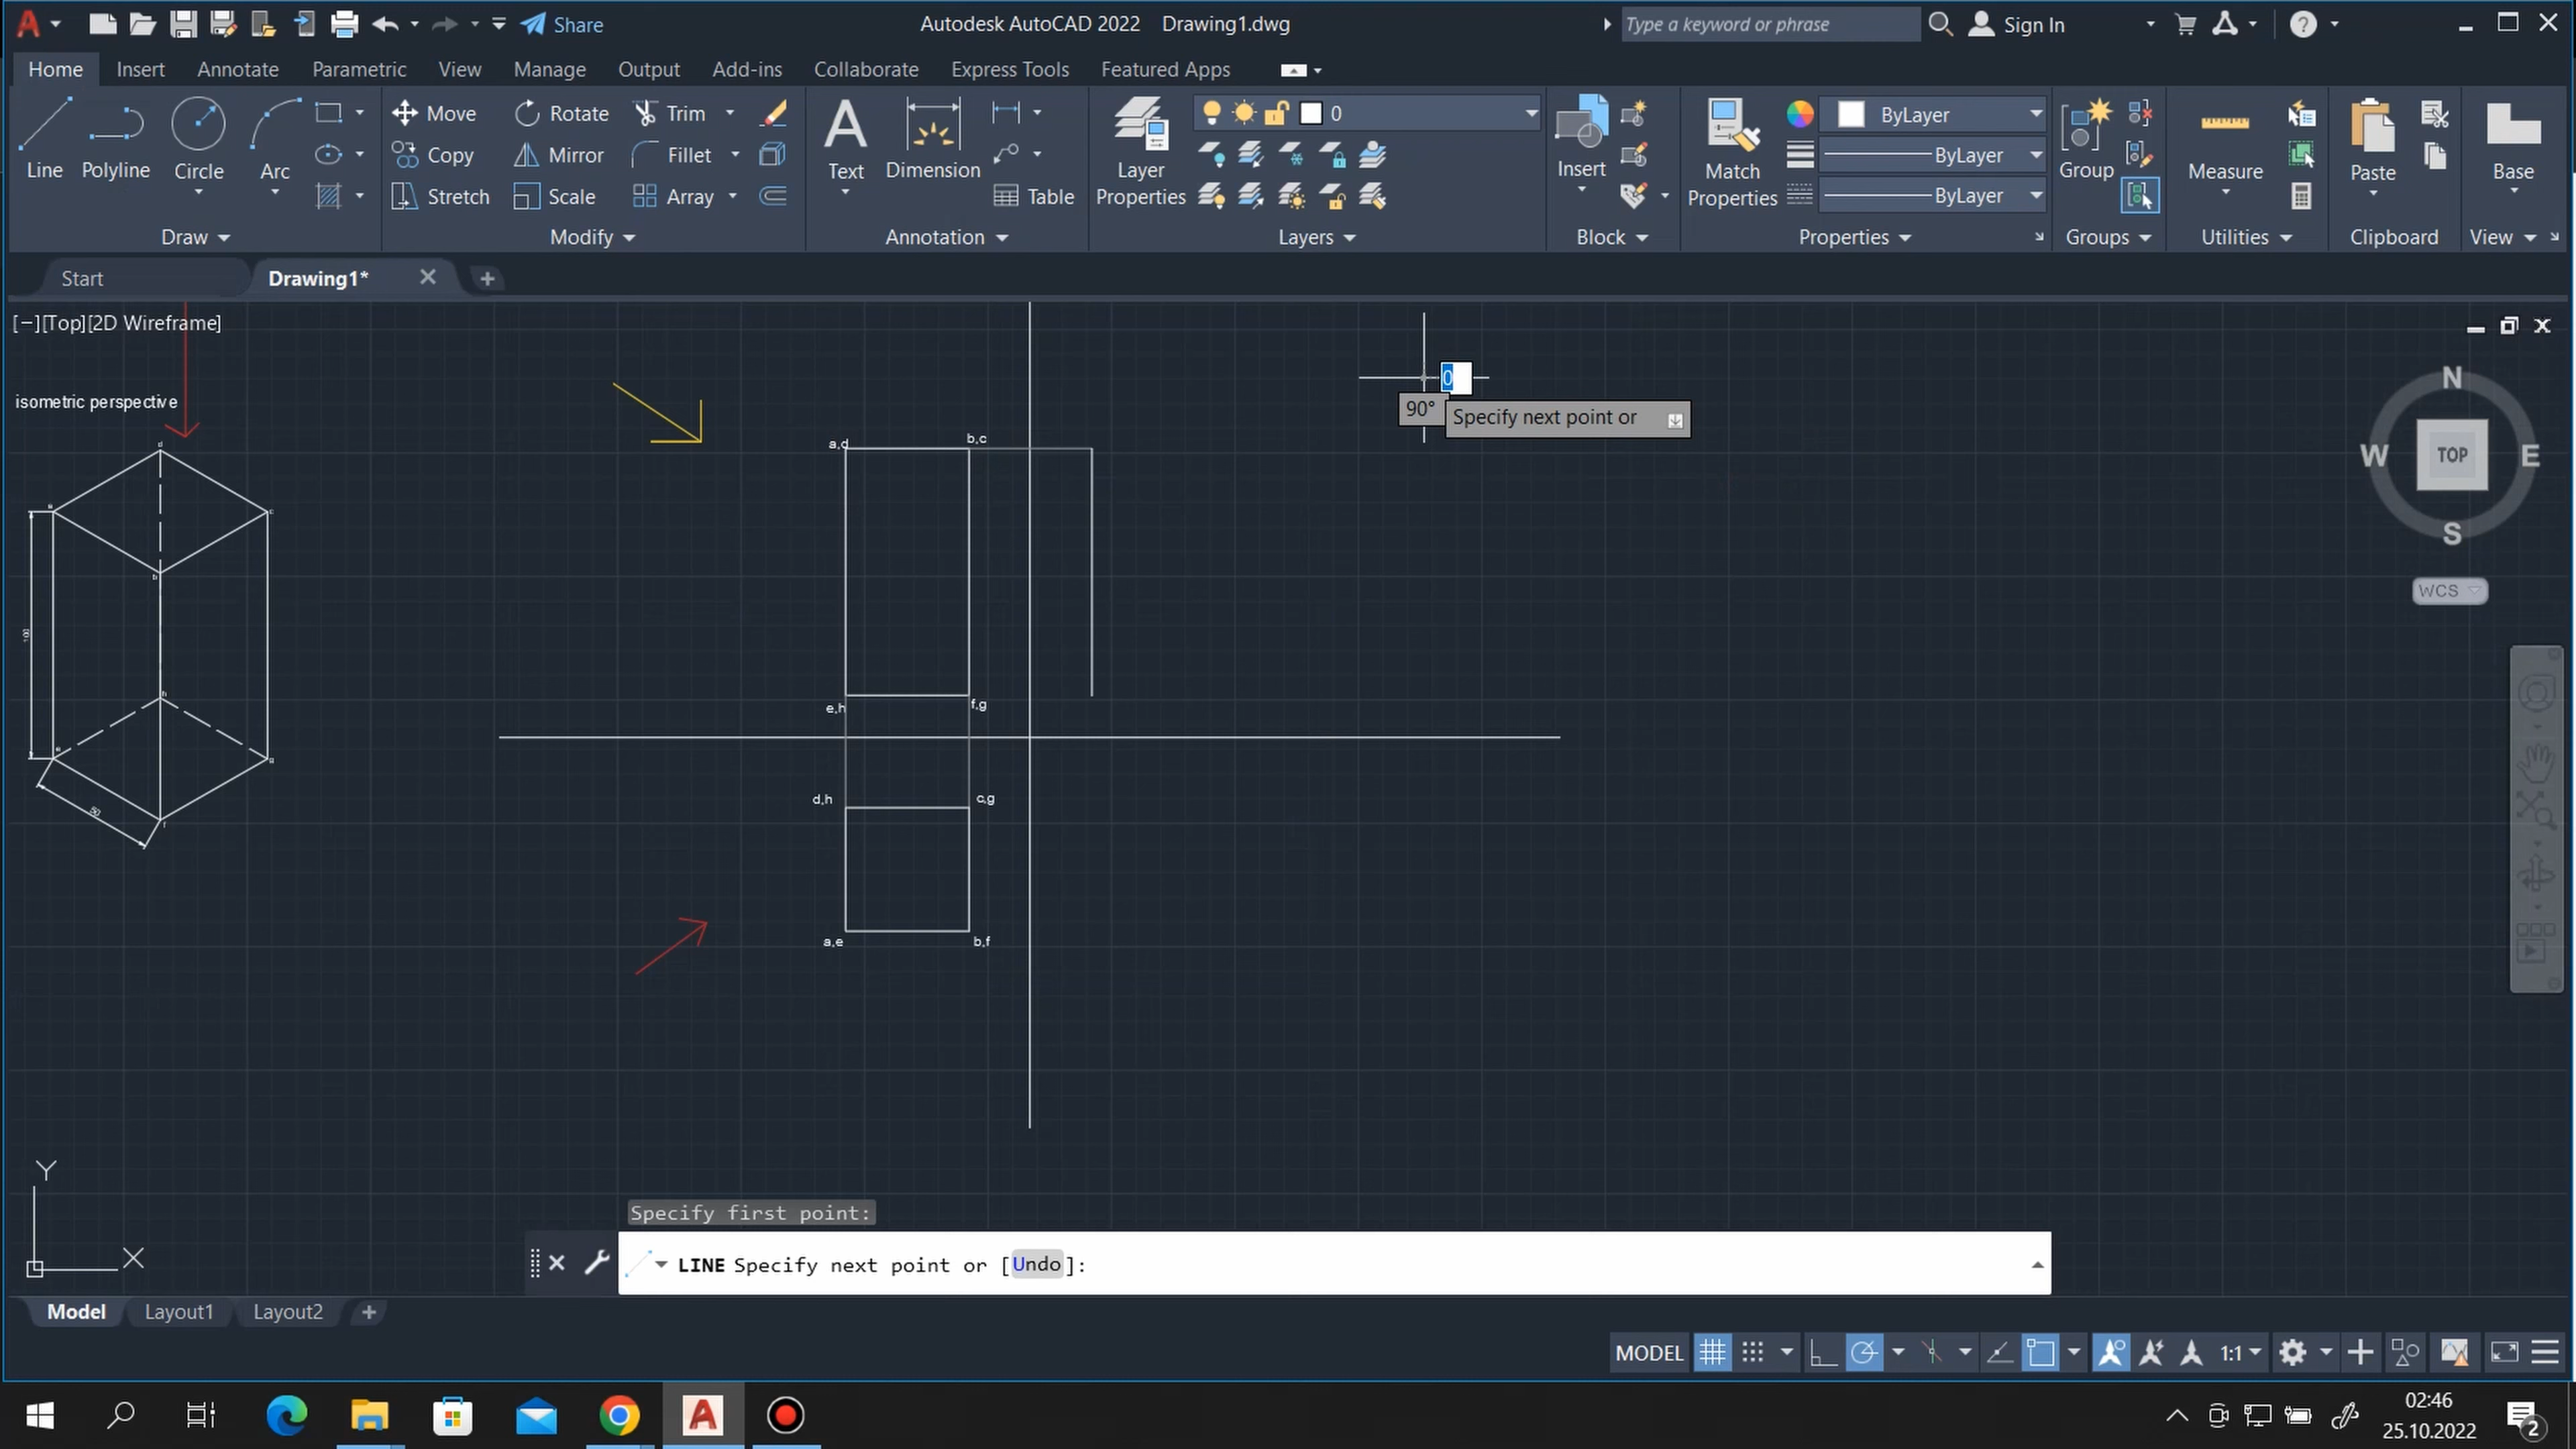 Share
Autodesk AutoCAD 2022 Drawing1.dwg
Type a keyword or phrase
Sign In
Home Insert Annotate Parametric View Manage Output Add-ins Collaborate Express Tools Featured Apps
Line Polyline Circle Arc
Draw
Move Rotate Trim
Copy Mirror Fillet
Stretch Scale Array
Modify
Text Dimension Table
Annotation
Layer Properties
0
Layers
Insert
Block
Match Properties
ByLayer
ByLayer
ByLayer
Properties
Group
Groups
Measure
Utilities
Paste
Clipboard
Base
View
Start Drawing1*
[−][Top][2D Wireframe]
isometric perspective
d
c
b
h
g
f
100
50
a,d
b,c
e,h
f,g
d,h
c,g
a,e
b,f
0
90°
Specify next point or
N
W TOP E
S
WCS
Y
X
Specify first point:
LINE Specify next point or [Undo]:
Model Layout1 Layout2
MODEL 1:1
02:46
25.10.2022
2